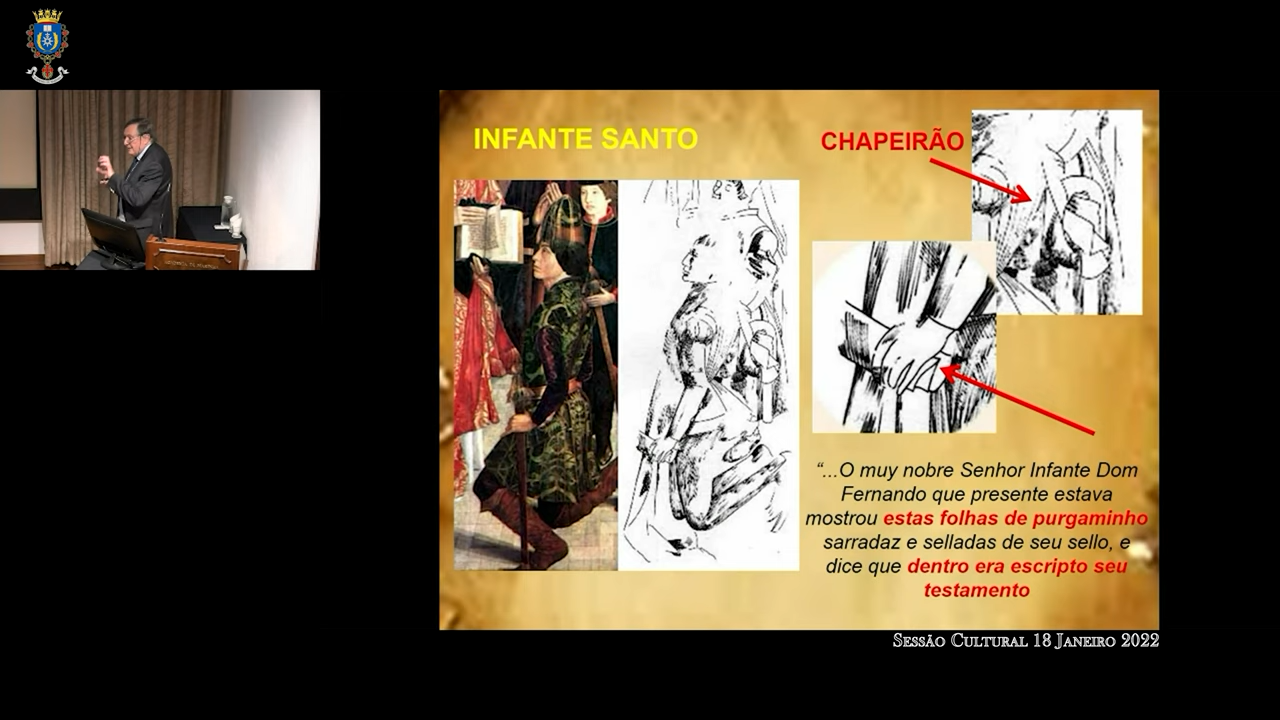 INFANTE SANTO
CHAPEIRÃO
“...O muy nobre Senhor Infante Dom
Fernando que presente estava
mostrou estas folhas de purgaminho
sarradaz e selladas de seu sello, e
dice que dentro era escripto seu
testamento
Sessão Cultural 18 Janeiro 2022